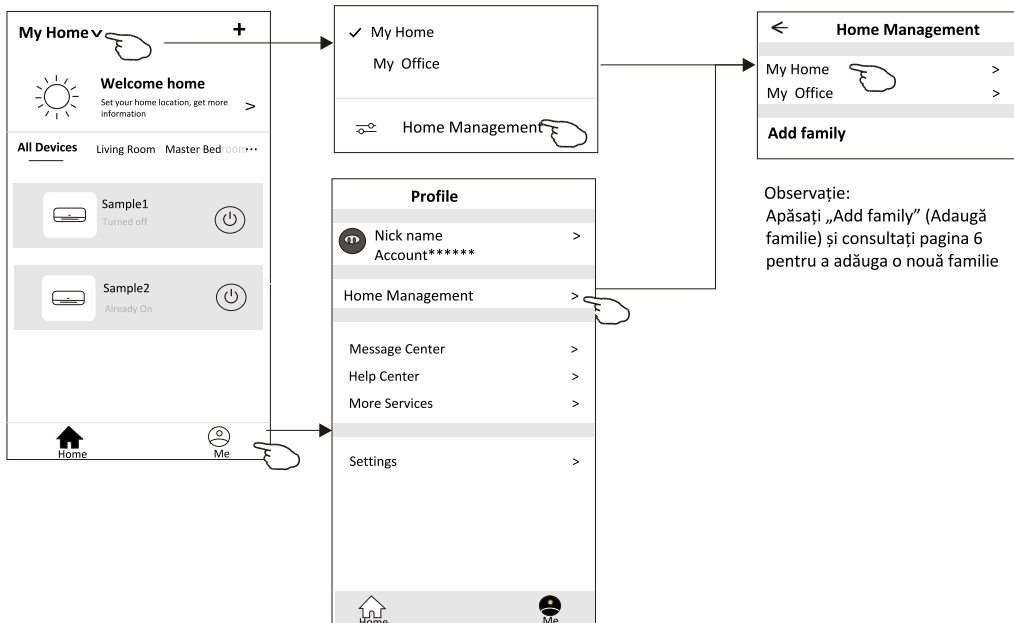 My Home
+
Welcome home
Set your home location, get more
information
>
All Devices Living Room Master Bedroom...
Sample1
Turned off
Sample2
Already On
Home
Me
✓ My Home
My Office
Home Management
Profile
Nick name >
Account******
Home Management >
Message Center >
Help Center >
More Services >
Settings >
Home
Me
Home Management
My Home >
My Office >
Add family
Observație:
Apăsați „Add family” (Adaugă
familie) și consultați pagina 6
pentru a adăuga o nouă familie